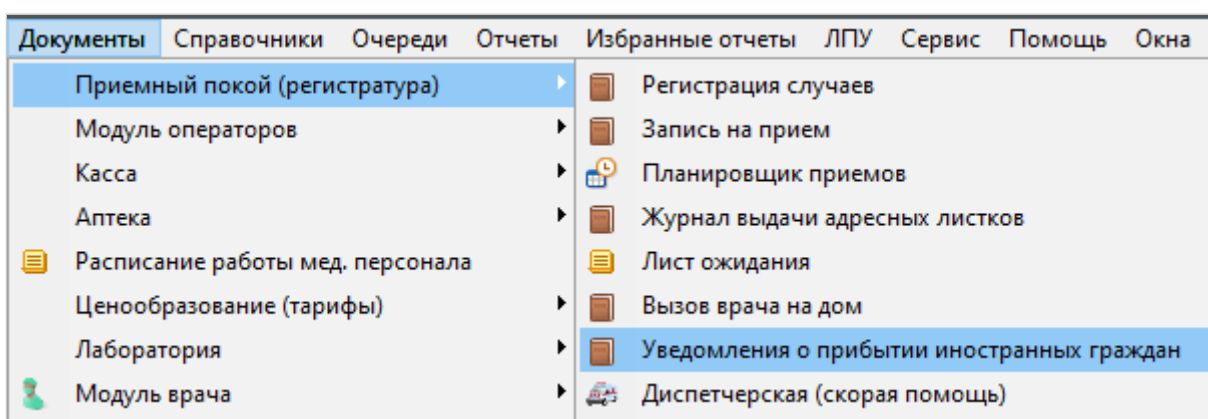 Документы Справочники Очереди Отчеты Избранные отчеты ЛПУ Сервис Помощь Окна
Приемный покой (регистратура)
Модуль операторов
Касса
Аптека
Расписание работы мед. персонала
Ценообразование (тарифы)
Лаборатория
Модуль врача
Регистрация случаев
Запись на прием
Планировщик приемов
Журнал выдачи адресных листков
Лист ожидания
Вызов врача на дом
Уведомления о прибытии иностранных граждан
Диспетчерская (скорая помощь)